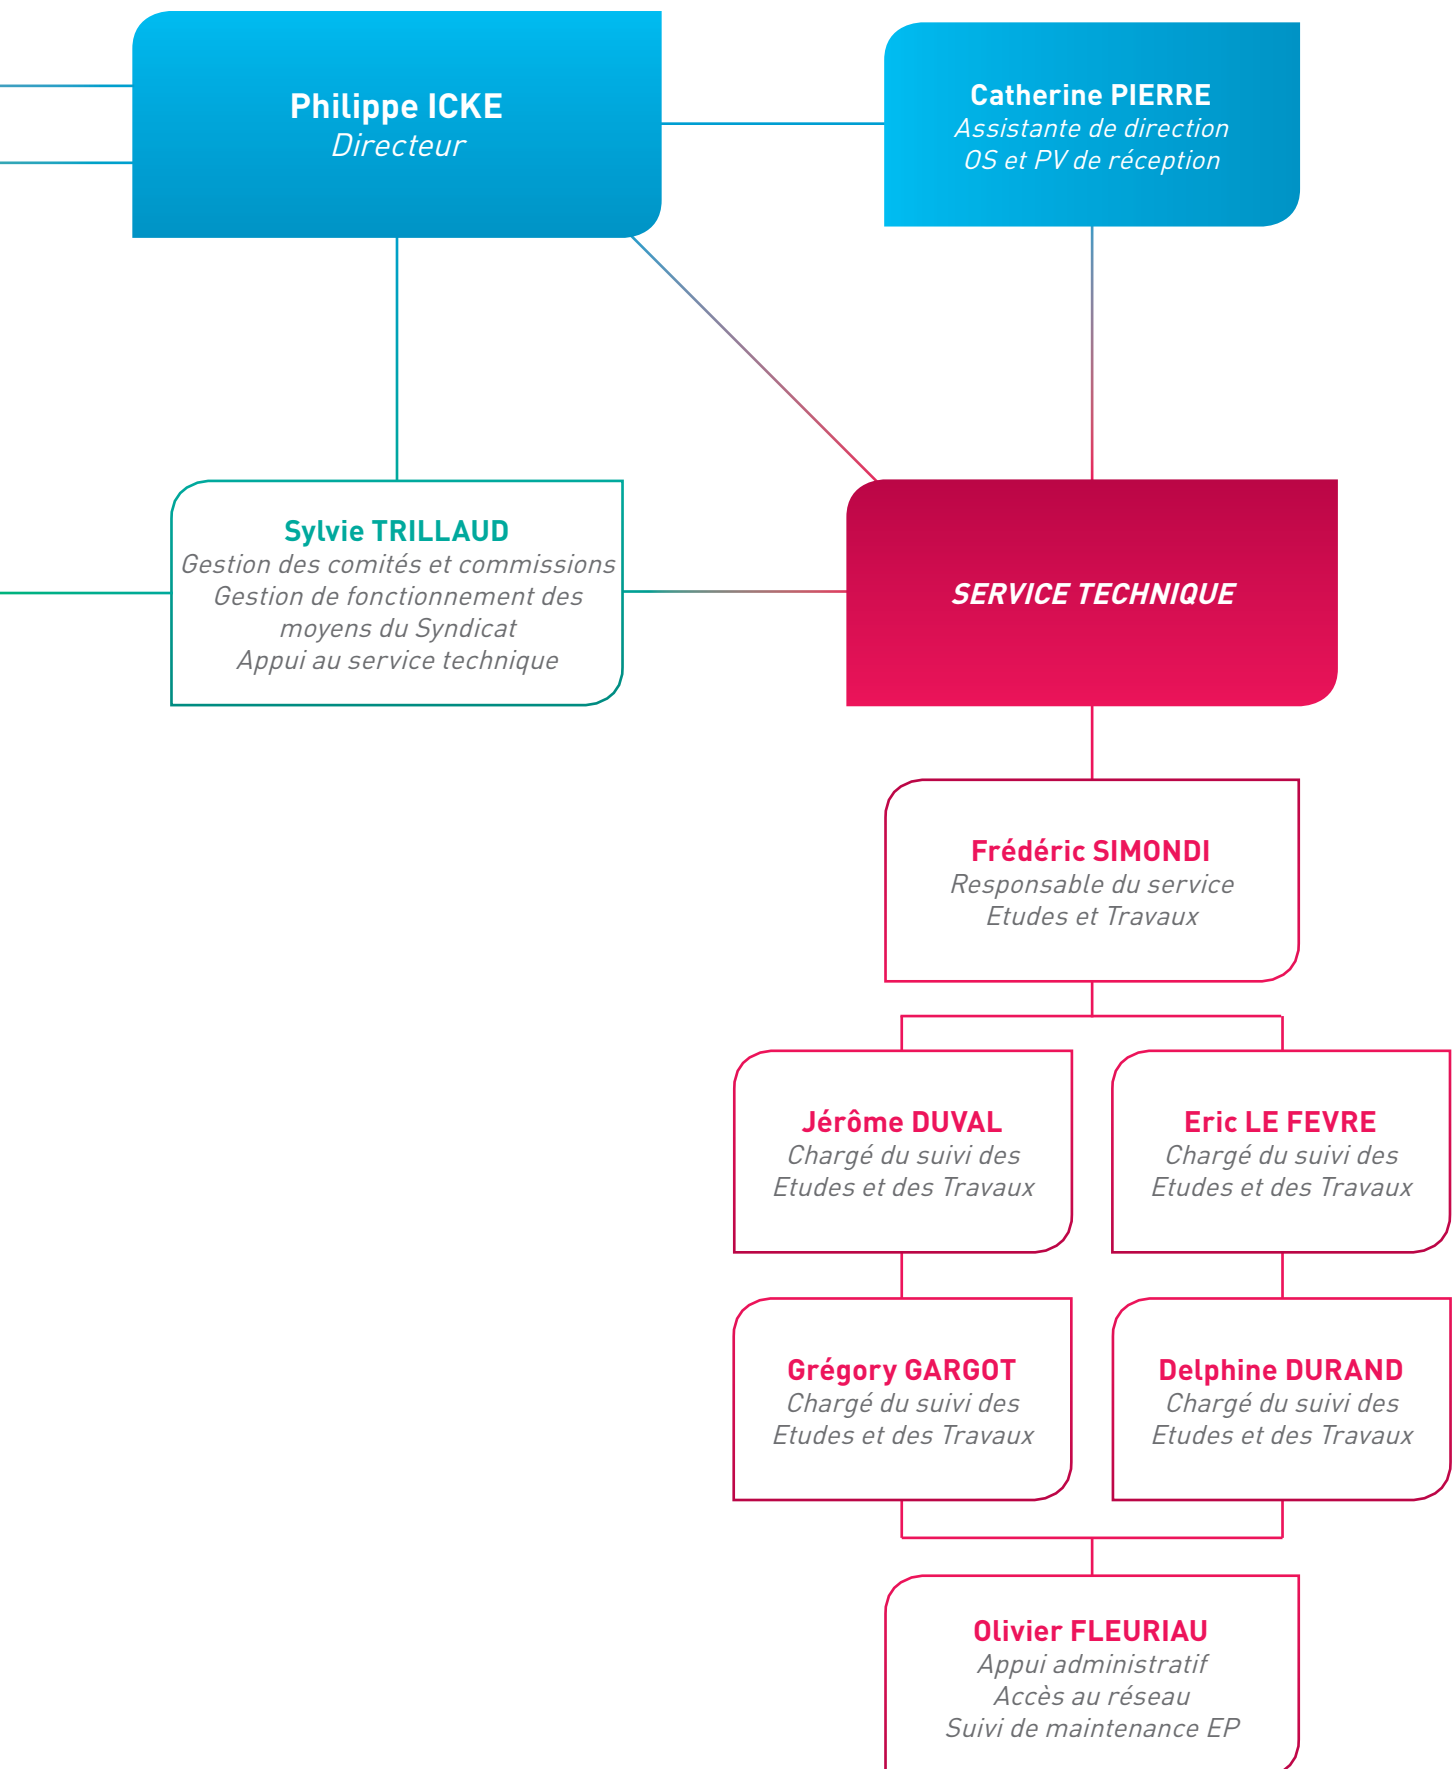 Philippe ICKE
Directeur
Catherine PIERRE
Assistante de direction
OS et PV de réception
Sylvie TRILLAUD
Gestion des comités et commissions
Gestion de fonctionnement des
moyens du Syndicat
Appui au service technique
SERVICE TECHNIQUE
Frédéric SIMONDI
Responsable du service
Etudes et Travaux
Jérôme DUVAL
Chargé du suivi des
Etudes et des Travaux
Eric LE FEVRE
Chargé du suivi des
Etudes et des Travaux
Grégory GARGOT
Chargé du suivi des
Etudes et des Travaux
Delphine DURAND
Chargé du suivi des
Etudes et des Travaux
Olivier FLEURIAU
Appui administratif
Accès au réseau
Suivi de maintenance EP